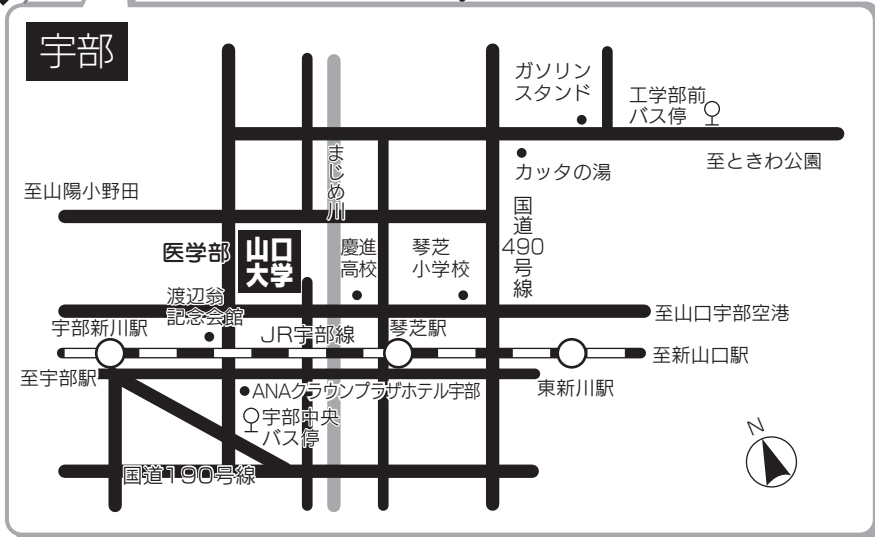 宇部
ガソリン
スタンド
工学部前
バス停
カッタの湯
至ときわ公園
まじめ川
至山陽小野田
国道490号線
医学部
山口
大学
慶進
高校
琴芝
小学校
渡辺翁
記念会館
至山口宇部空港
宇部新川駅
JR宇部線
琴芝駅
至新山口駅
至宇部駅
東新川駅
ANAクラウンプラザホテル宇部
宇部中央
バス停
国道190号線
N